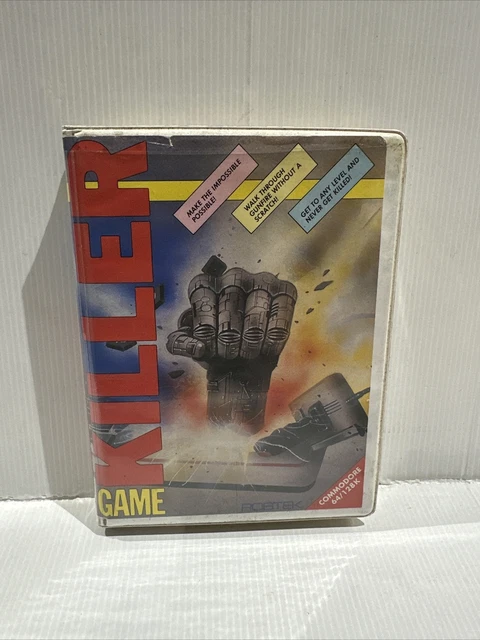 MAKE THE IMPOSSIBLE
POSSIBLE!
WALK THROUGH
GUNFIRE WITHOUT A
SCRATCH!
GET TO ANY LEVEL AND
NEVER GET KILLED!
KILLER
GAME
COMMODORE
64/128K